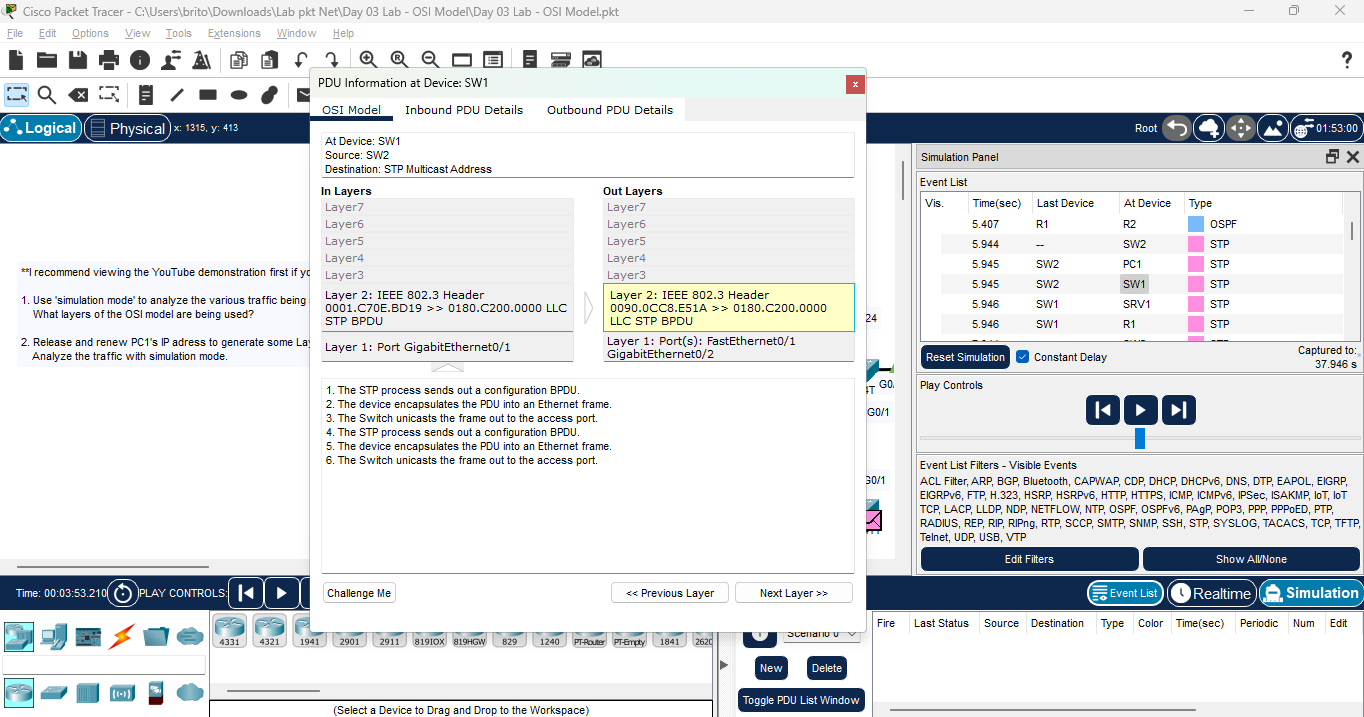 Cisco Packet Tracer - C:\Users\brito\Downloads\Lab pkt Net\Day 03 Lab - OSI Model\Day 03 Lab - OSI Model.pkt
File Edit Options View Tools Extensions Window Help
PDU Information at Device: SW1
OSI Model Inbound PDU Details Outbound PDU Details
Logical Physical x: 1315, y: 413
Root 01:53:00
At Device: SW1
Source: SW2
Destination: STP Multicast Address
In Layers Out Layers
Layer7 Layer7
Layer6 Layer6
Layer5 Layer5
Layer4 Layer4
Layer3 Layer3
Layer 2: IEEE 802.3 Header
0001.C70E.BD19 >> 0180.C200.0000 LLC
STP BPDU
Layer 2: IEEE 802.3 Header
0090.0CC8.E51A >> 0180.C200.0000
LLC STP BPDU
Layer 1: Port GigabitEthernet0/1
Layer 1: Port(s): FastEthernet0/1
GigabitEthernet0/2
1. The STP process sends out a configuration BPDU.
2. The device encapsulates the PDU into an Ethernet frame.
3. The Switch unicasts the frame out to the access port.
4. The STP process sends out a configuration BPDU.
5. The device encapsulates the PDU into an Ethernet frame.
6. The Switch unicasts the frame out to the access port.
Challenge Me << Previous Layer Next Layer >>
**I recommend viewing the YouTube demonstration first if yo
1. Use 'simulation mode' to analyze the various traffic being
What layers of the OSI model are being used?
2. Release and renew PC1's IP adress to generate some La
Analyze the traffic with simulation mode.
24
G0/1
Simulation Panel
Event List
Vis. Time(sec) Last Device At Device Type
5.407 R1 R2 OSPF
5.944 -- SW2 STP
5.945 SW2 PC1 STP
5.945 SW2 SW1 STP
5.946 SW1 SRV1 STP
5.946 SW1 R1 STP
Reset Simulation Constant Delay Captured to:
37.946 s
Play Controls
Event List Filters - Visible Events
ACL Filter, ARP, BGP, Bluetooth, CAPWAP, CDP, DHCP, DHCPv6, DNS, DTP, EAPOL, EIGRP,
EIGRPv6, FTP, H.323, HSRP, HSRPv6, HTTP, HTTPS, ICMP, ICMPv6, IPSec, ISAKMP, IoT, IoT
TCP, LACP, LLDP, NDP, NETFLOW, NTP, OSPF, OSPFv6, PAgP, POP3, PPP, PPPoED, PTP,
RADIUS, REP, RIP, RIPng, RTP, SCCP, SMTP, SNMP, SSH, STP, SYSLOG, TACACS, TCP, TFTP,
Telnet, UDP, USB, VTP
Edit Filters Show All/None
Time: 00:03:53.210 PLAY CONTROLS:
Event List Realtime Simulation
4331 4321 1941 2901 2911 819IOX 819HGW 829 1240 PT-Router PT-Empty 1841 262
(Select a Device to Drag and Drop to the Workspace)
Scenario 0
New Delete
Toggle PDU List Window
Fire Last Status Source Destination Type Color Time(sec) Periodic Num Edit